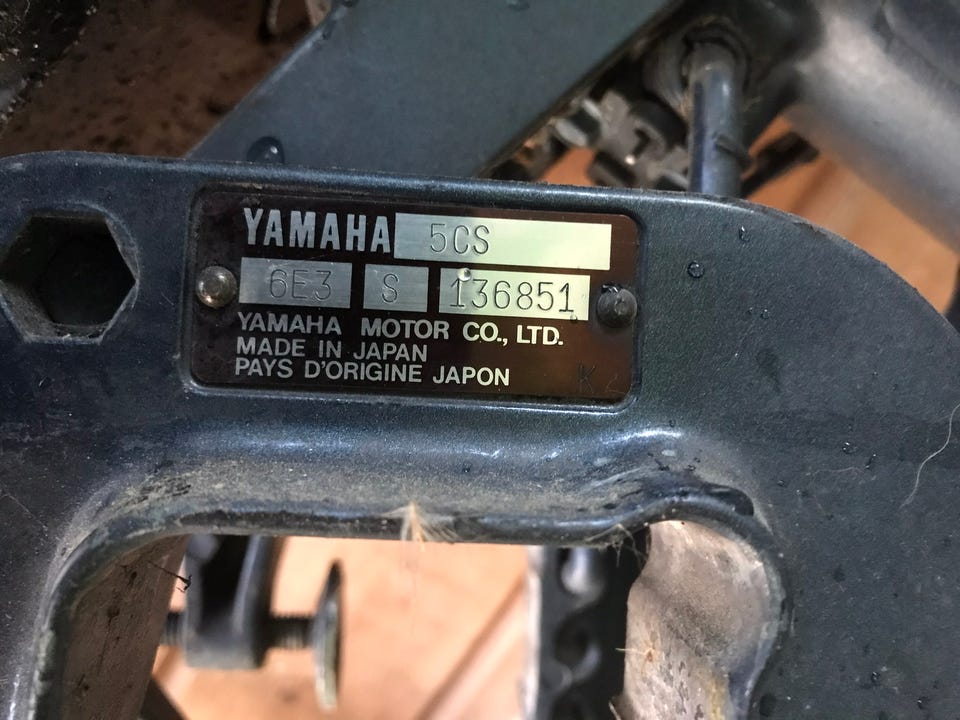 YAMAHA 5CS
6E3 S 136851
YAMAHA MOTOR CO., LTD.
MADE IN JAPAN
PAYS D'ORIGINE JAPON